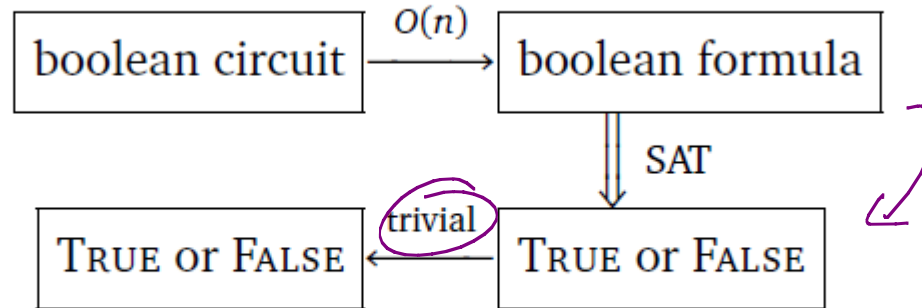 O(n)
boolean circuit
boolean formula
SAT
trivial
TRUE or FALSE
TRUE or FALSE